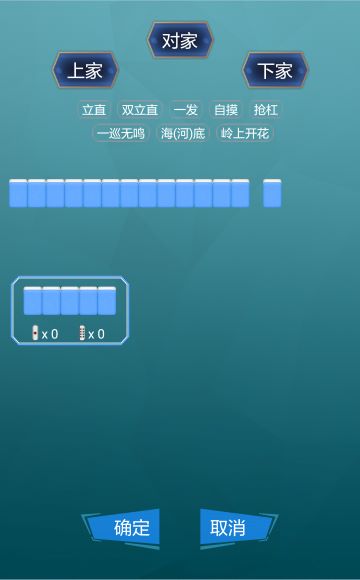 对家
上家
下家
立直 双立直 一发 自摸 抢杠
一巡无鸣 海(河)底 岭上开花
x 0 x 0
确定 取消